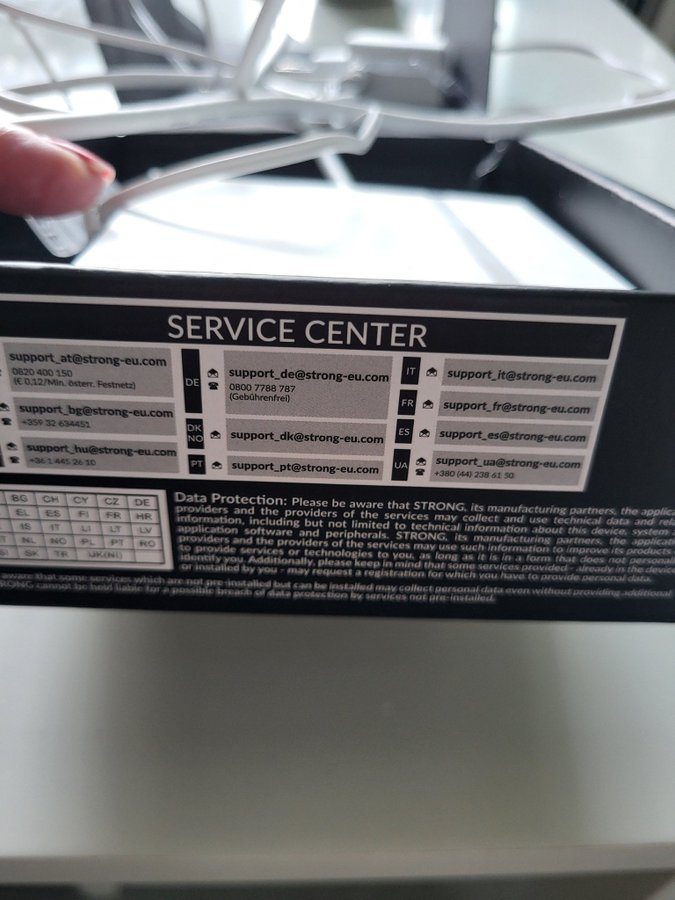 SERVICE CENTER
support_at@strong-eu.com
0820 400 150
(€ 0,12/Min. österr. Festnetz)
support_bg@strong-eu.com
+359 32 634451
support_hu@strong-eu.com
+36 1 445 26 10
DE
support_de@strong-eu.com
0800 7788 787
(Gebührenfrei)
DK
NO
support_dk@strong-eu.com
PT
support_pt@strong-eu.com
IT
support_it@strong-eu.com
FR
support_fr@strong-eu.com
ES
support_es@strong-eu.com
UA
support_ua@strong-eu.com
+380 (44) 238 61 50
BG CH CY CZ DE
EL ES FI FR HR
IS IT LI LT LV
NL NO PL PT RO
SK TR UK(NI)
Data Protection: Please be aware that STRONG, its manufacturing partners, the
providers and the providers of the services may collect and use technical data and
information, including but not limited to technical information about this device, system
application software and peripherals. STRONG, its manufacturing partners, the
providers and the providers of the services may use such information to improve its products
to provide services or technologies to you, as long as it is in a form that does not
identify you. Additionally, please keep in mind that some services provided - already in the
or installed by you - may request a registration for which you have to provide personal data.
aware that some services which are not pre-installed but can be installed may collect personal data even without providing additional
cannot be held liable for a possible breach of data protection by services not pre-installed.